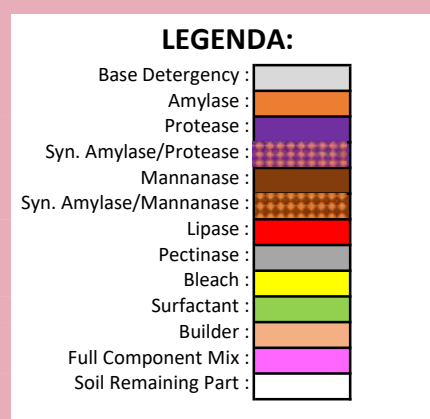 LEGENDA:
Base Detergency :
Amylase :
Protease :
Syn. Amylase/Protease :
Mannanase :
Syn. Amylase/Mannanase :
Lipase :
Pectinase :
Bleach :
Surfactant :
Builder :
Full Component Mix :
Soil Remaining Part :